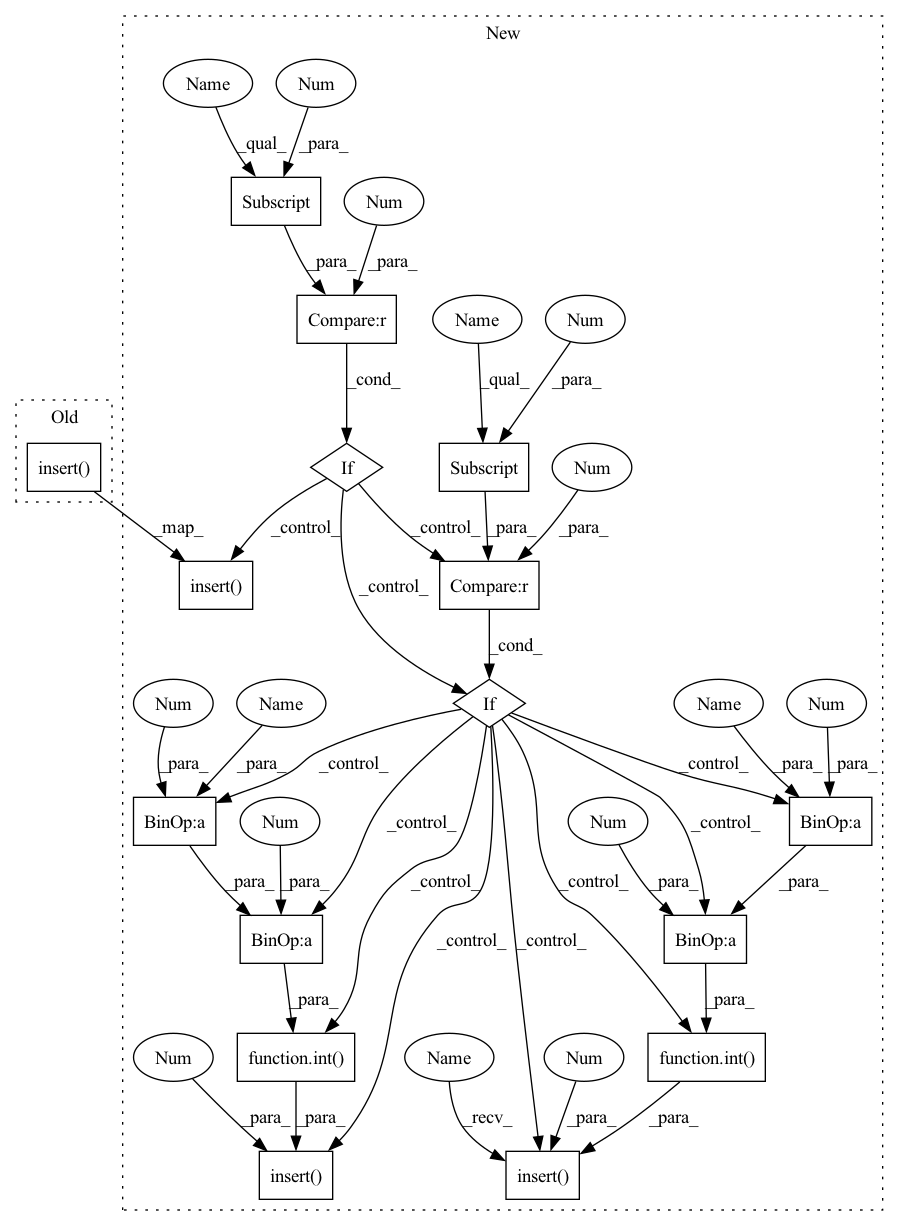 New
Name
Num
_qual_
_para_
Subscript
Num
_para_
_para_
Compare:r
Name
Num
_cond_
_qual_
_para_
Old
insert()
If
Subscript
Num
_map_
_control_
_control_
_para_
_para_
insert()
_control_
Compare:r
_cond_
Num
Name
If
Name
Num
_para_
_para_
_control_
_control_
_para_
_para_
BinOp:a
Num
_control_
Num
_control_
BinOp:a
_para_
_para_
_control_
_control_
_para_
_para_
BinOp:a
_control_
_control_
BinOp:a
_para_
_para_
Num
function.int()
Name
Num
function.int()
_para_
_para_
_recv_
_para_
_para_
insert()
insert()